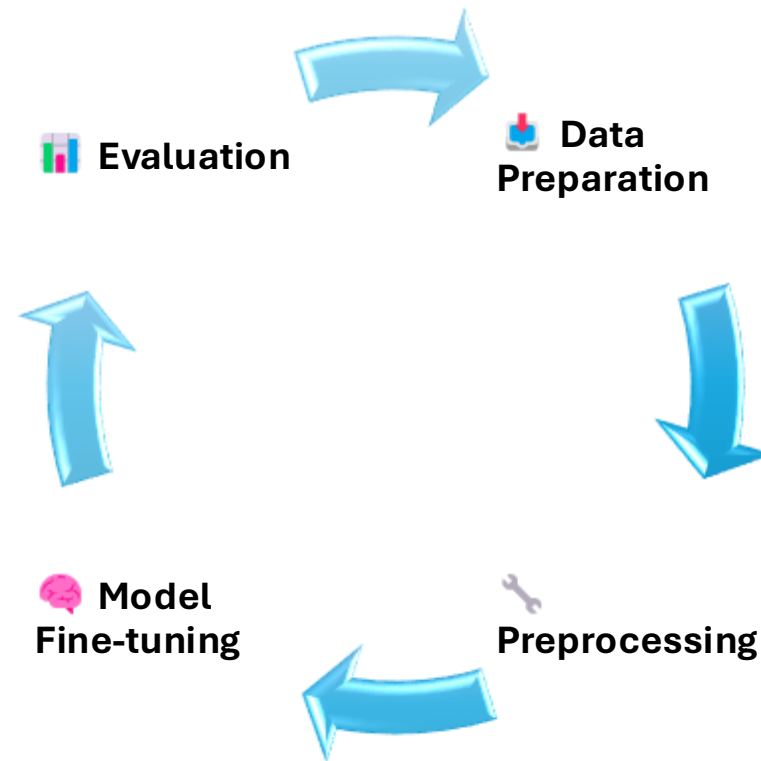 Evaluation
Data
Preparation
Model
Fine-tuning
Preprocessing